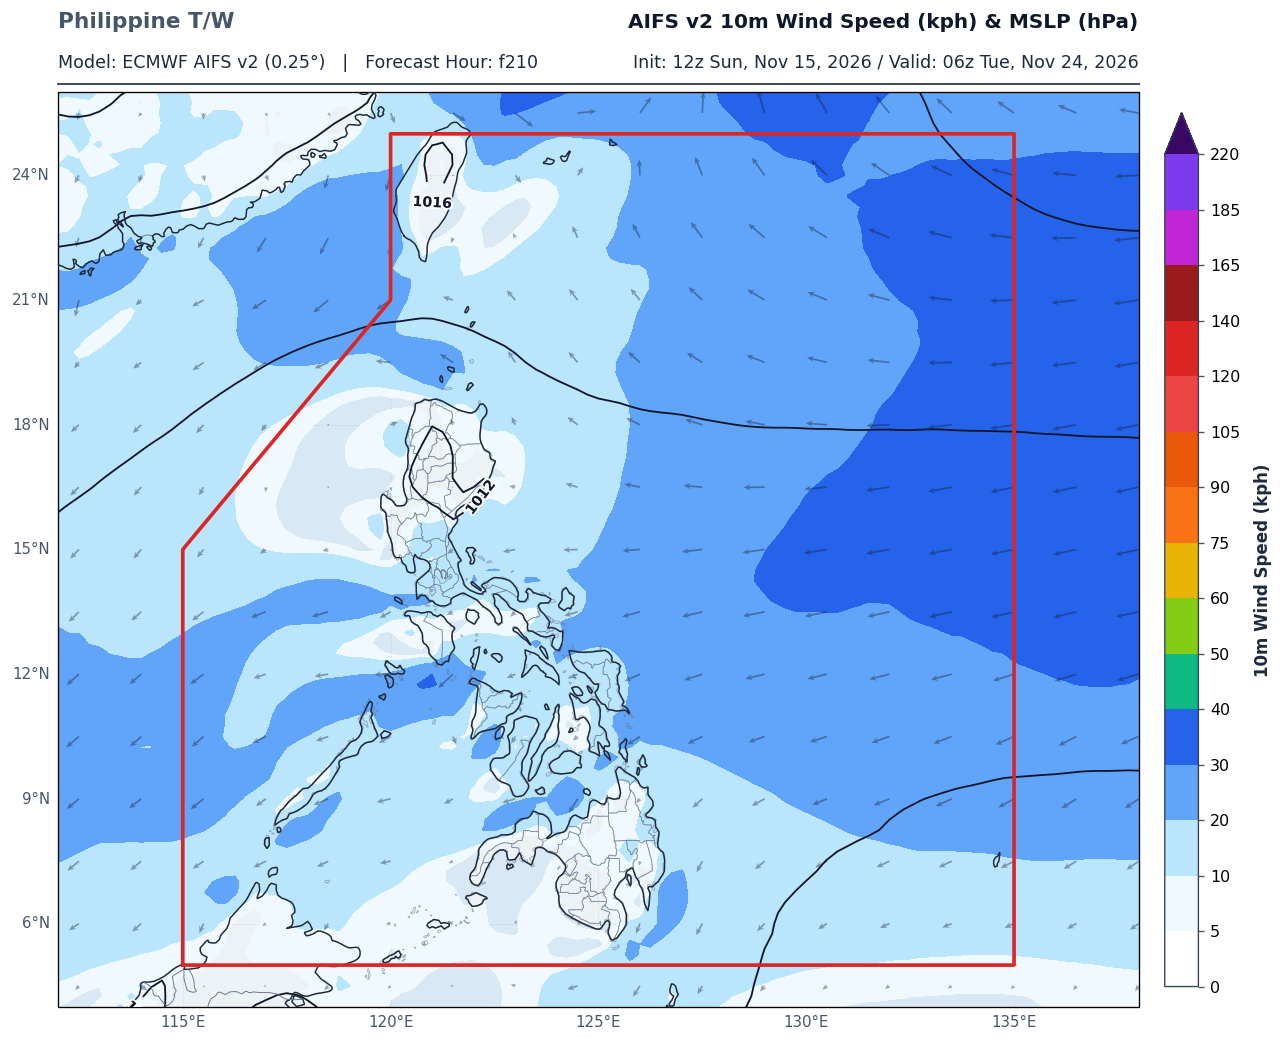 Philippine T/W
AIFS v2 10m Wind Speed (kph) & MSLP (hPa)
Model: ECMWF AIFS v2 (0.25°) | Forecast Hour: f210
Init: 12z Sun, Nov 15, 2026 / Valid: 06z Tue, Nov 24, 2026
24°N
21°N
18°N
15°N
12°N
9°N
6°N
1016
1012
115°E
120°E
125°E
130°E
135°E
220
185
165
140
120
105
90
75
60
50
40
30
20
10
5
0
10m Wind Speed (kph)